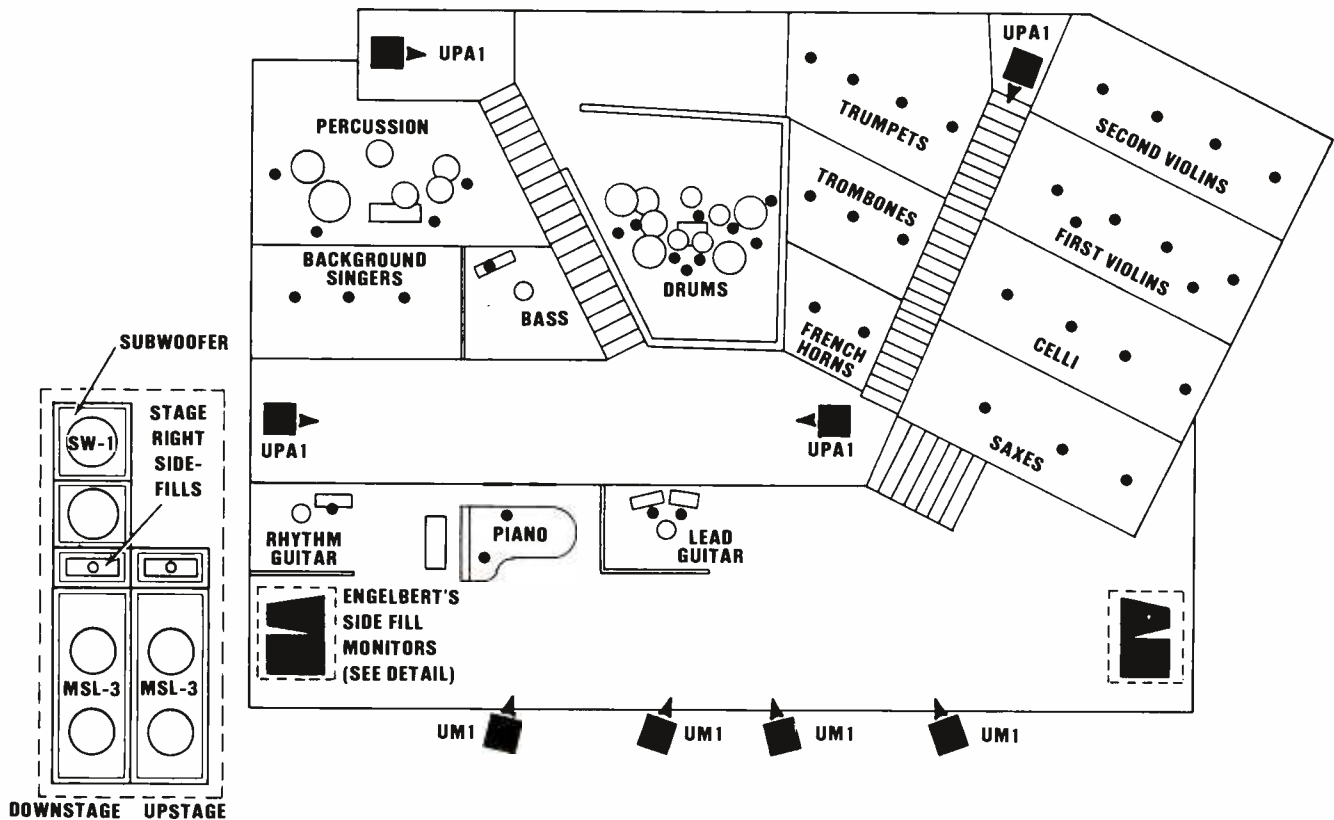 UPA1
UPA1
PERCUSSION
TRUMPETS
SECOND VIOLINS
TROMBONES
FIRST VIOLINS
BACKGROUND
SINGERS
BASS
DRUMS
FRENCH
HORNS
CELLI
SAXES
SUBWOOFER
SW-1
STAGE
RIGHT
SIDE-
FILLS
UPA1
UPA1
RHYTHM
GUITAR
PIANO
LEAD
GUITAR
ENGELBERT'S
SIDE FILL
MONITORS
(SEE DETAIL)
MSL-3
MSL-3
UM1
UM1
UM1
UM1
DOWNSTAGE
UPSTAGE